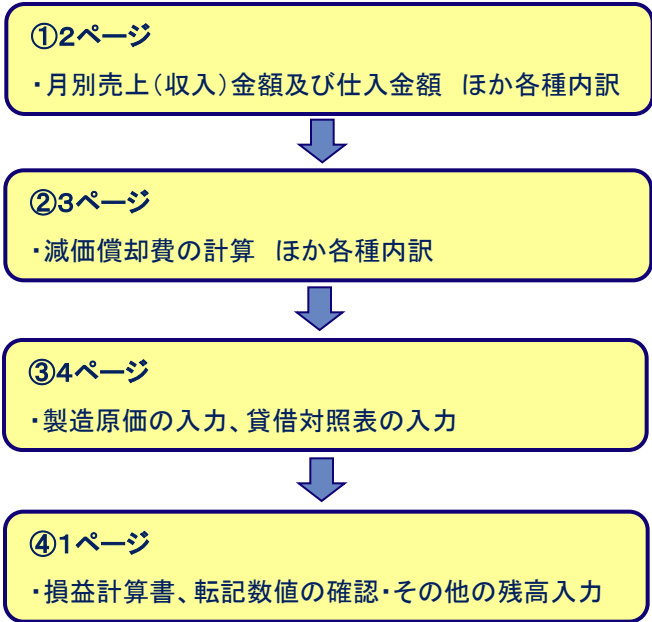 ①2ページ
・月別売上(収入)金額及び仕入金額　ほか各種内訳
②3ページ
・減価償却費の計算　ほか各種内訳
③4ページ
・製造原価の入力、貸借対照表の入力
④1ページ
・損益計算書、転記数値の確認・その他の残高入力